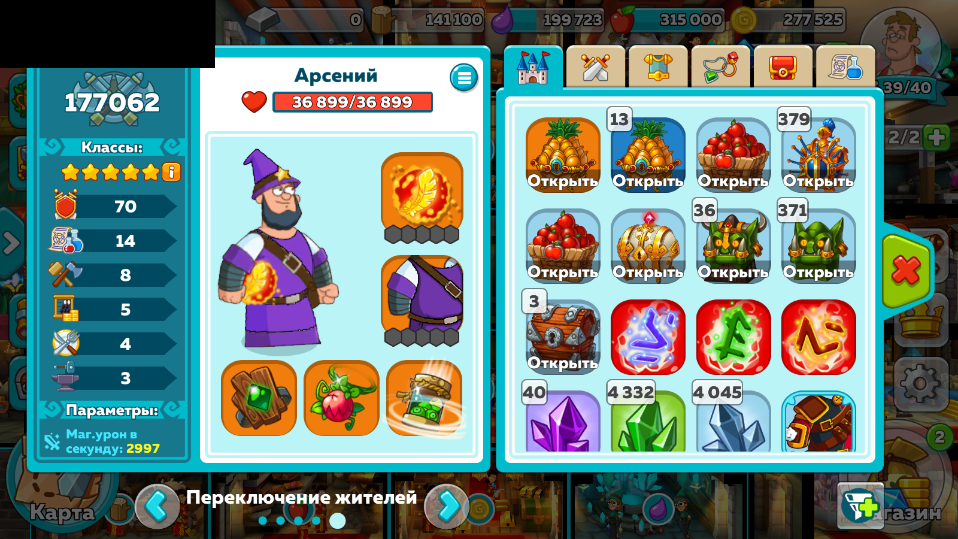 0
141 100
199 723
315 000
277 525
39/40
2/2
177062
Арсений
36 899/36 899
Классы:
70
14
8
5
4
3
Параметры:
Маг.урон в
секунду: 2997
Открыть
13
Открыть
Открыть
379
Открыть
Открыть
Открыть
36
Открыть
371
Открыть
3
Открыть
40
4 332
4 045
2
Карта
Переключение жителей
агазин